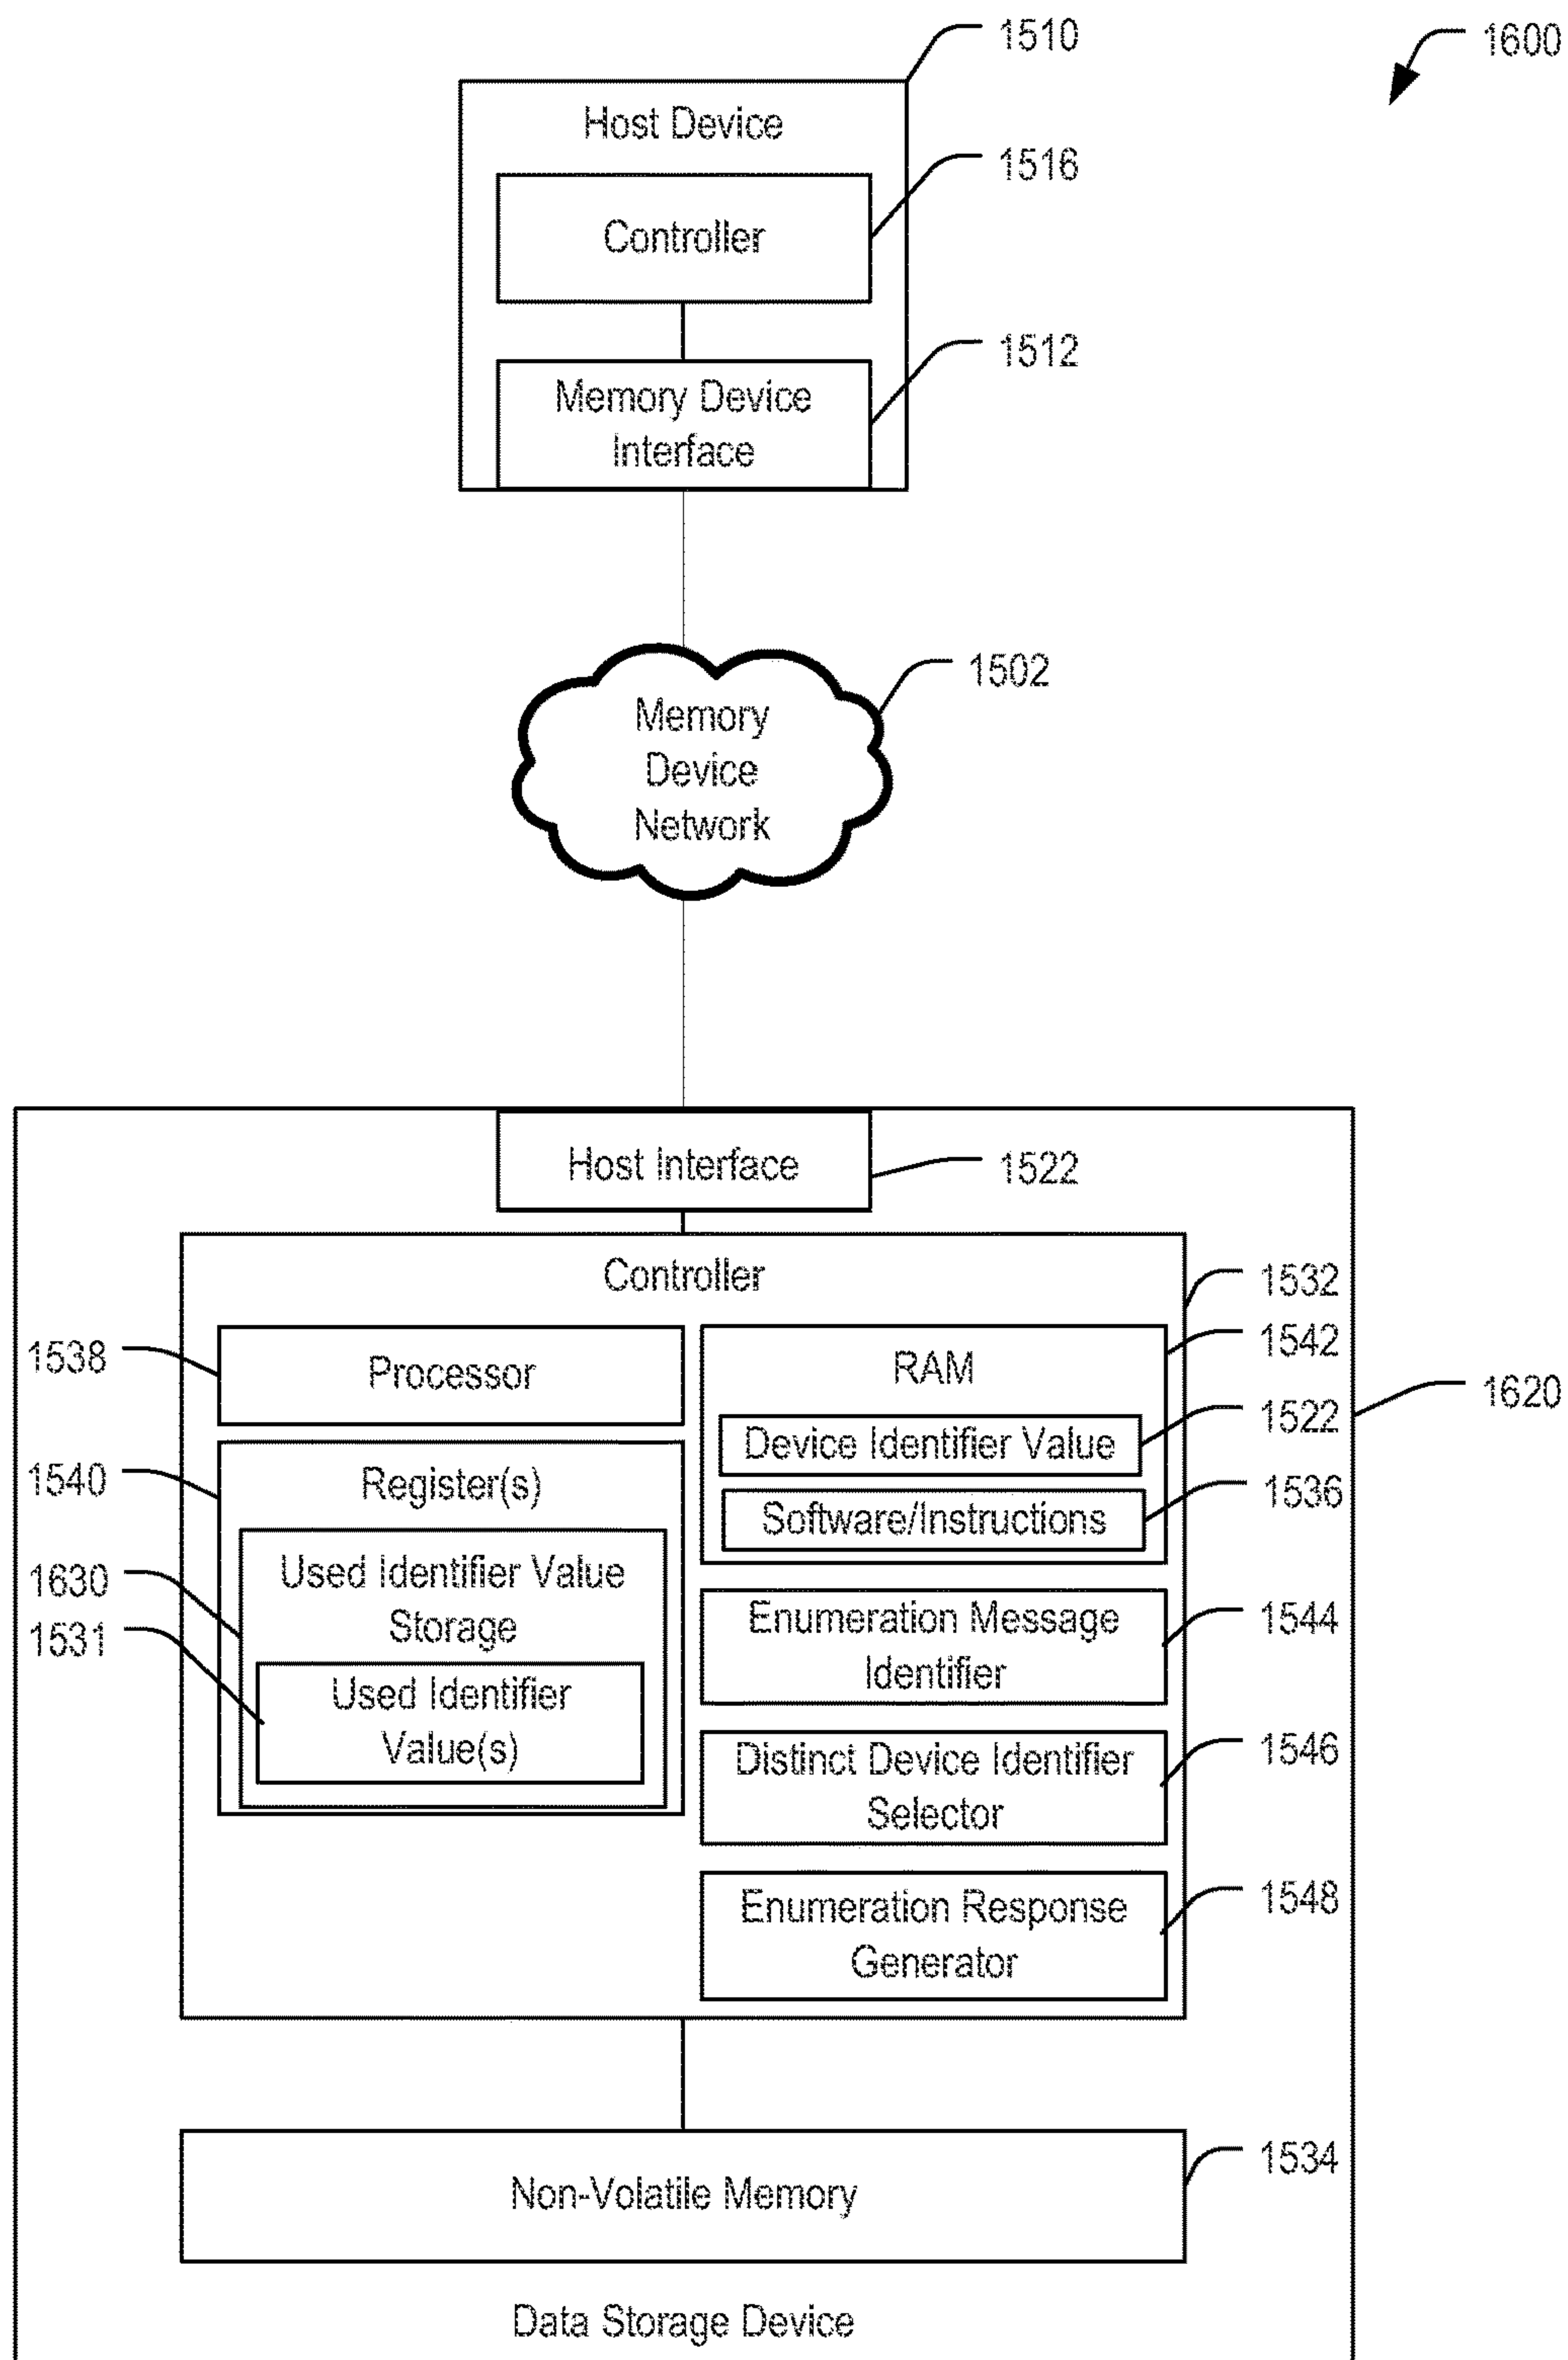 1510
1600
Host Device
1516
Controller
1512
Memory Device
Interface
1502
Memory
Device
Network
Host Interface
1522
Controller
1532
1538
Processor
RAM
1542
1620
Device Identifier Value
1522
1540
Register(s)
Software/Instructions
1536
1630
Used Identifier Value
Storage
1531
Used Identifier
Value(s)
Enumeration Message
Identifier
1544
Distinct Device Identifier
Selector
1546
Enumeration Response
Generator
1548
Non-Volatile Memory
1534
Data Storage Device